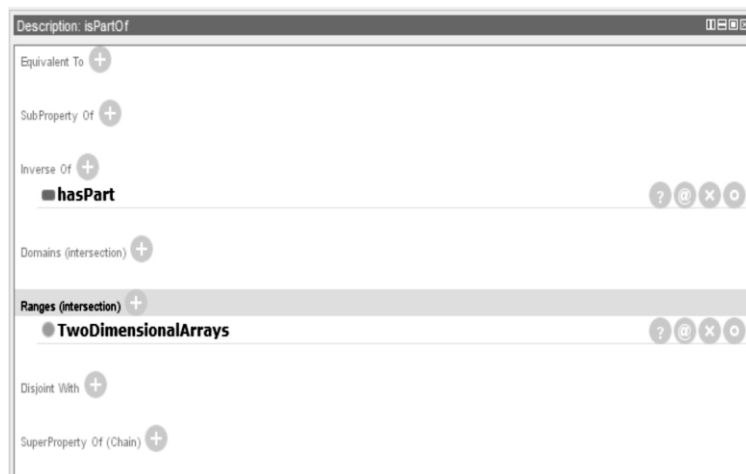 Description: isPartOf
Equivalent To
SubProperty Of
Inverse Of
hasPart
Domains (intersection)
Ranges (intersection)
TwoDimensionalArrays
Disjoint With
SuperProperty Of (Chain)